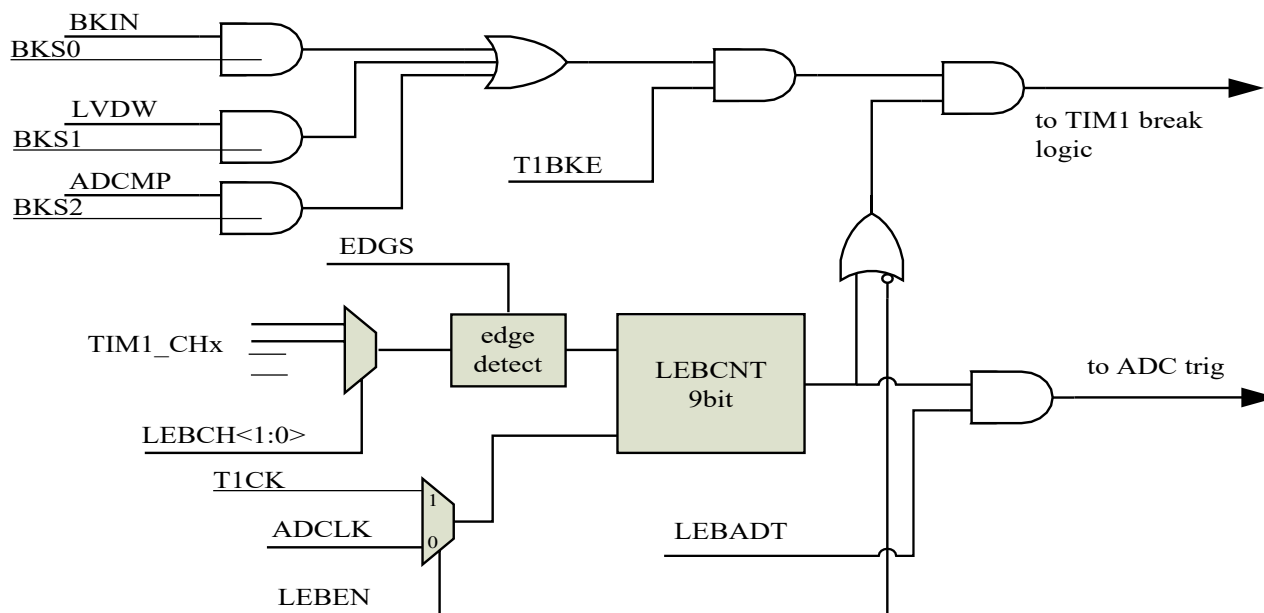 BKIN
BKS0
LVDW
BKS1
ADCMP
BKS2
T1BKE
to TIM1 break
logic
EDGS
TIM1_CHx
edge
detect
LEBCNT
9bit
to ADC trig
LEBCH<1:0>
T1CK
1
ADCLK
0
LEBADT
LEBEN